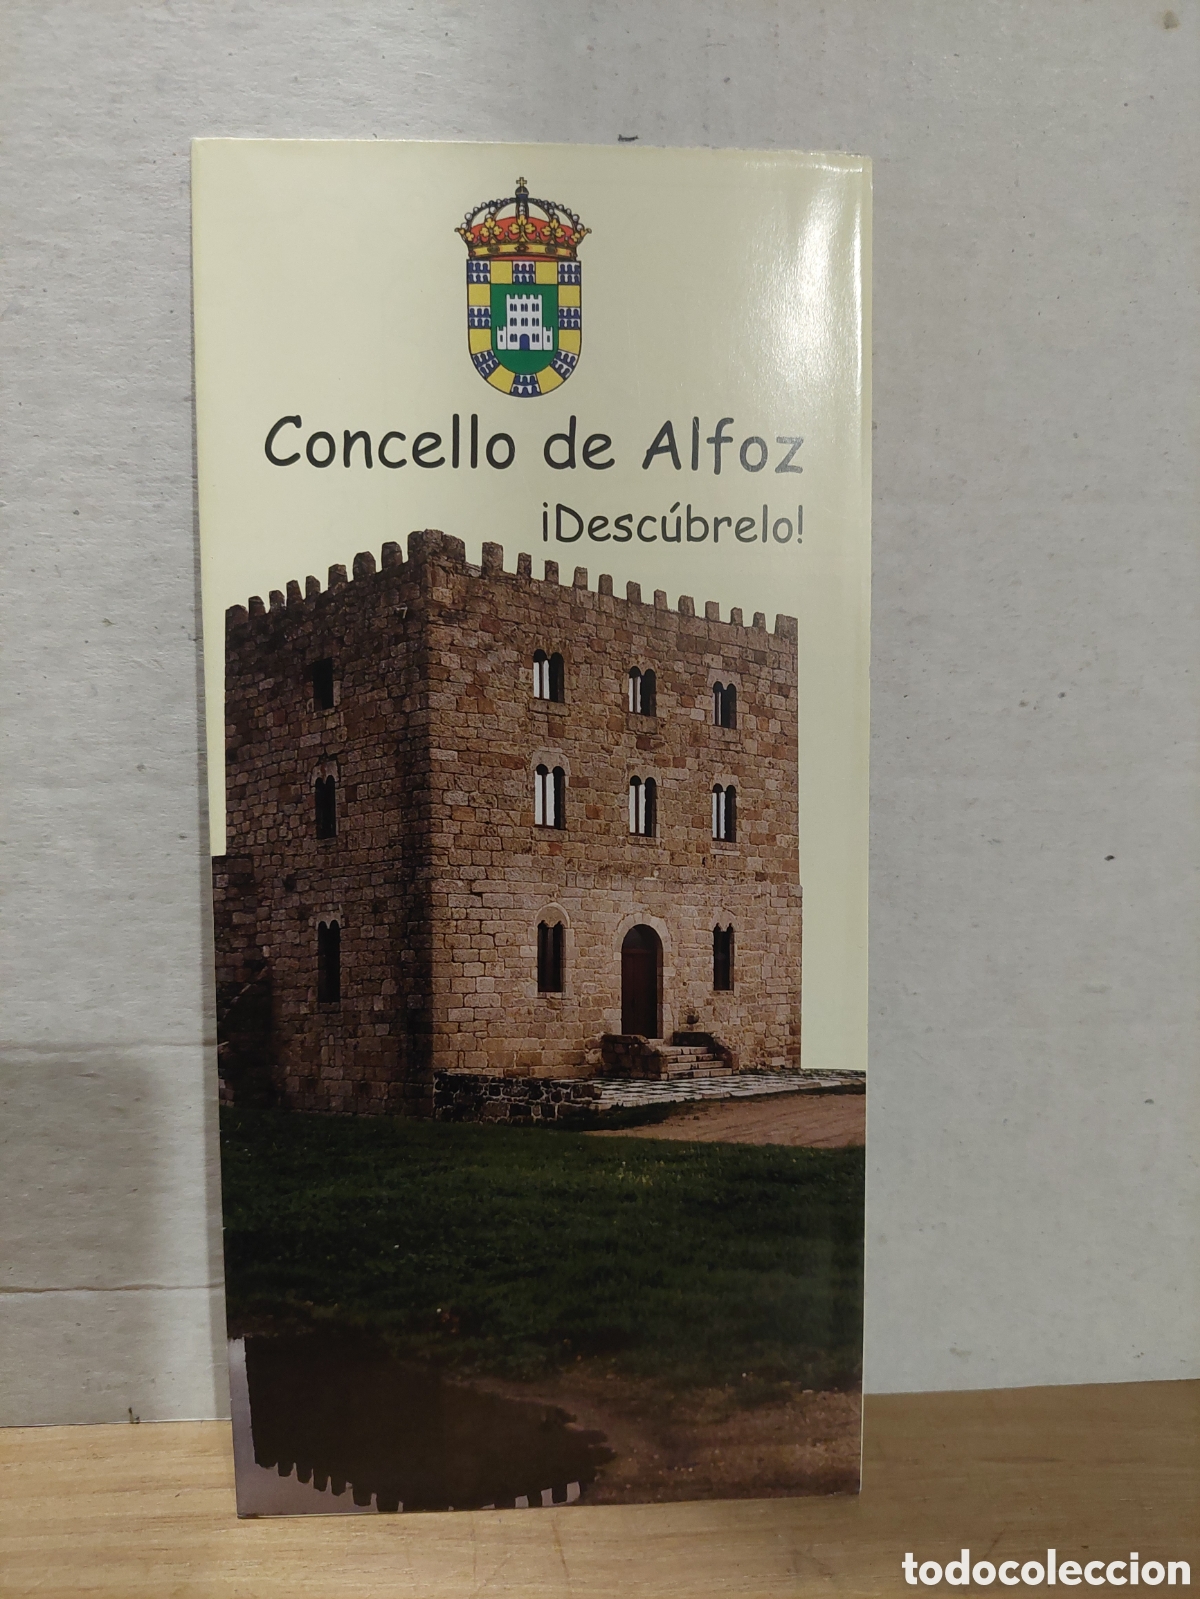 Concello de Alfoz
¡Descúbrelo!
todocoleccion